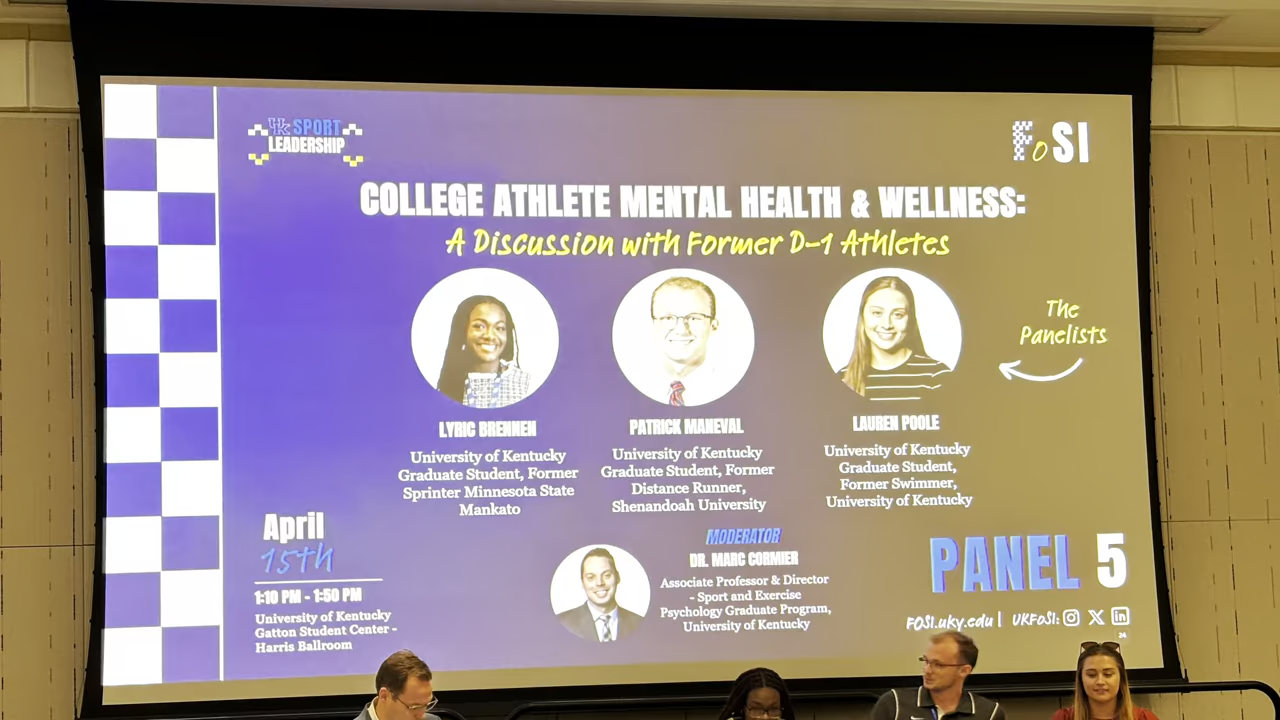 UK SPORT
LEADERSHIP
FoSI
COLLEGE ATHLETE MENTAL HEALTH & WELLNESS:
A Discussion with Former D-1 Athletes
The
Panelists
LYRIC BRENNEN
University of Kentucky
Graduate Student, Former
Sprinter Minnesota State
Mankato
PATRICK MANEVAL
University of Kentucky
Graduate Student, Former
Distance Runner,
Shenandoah University
LAUREN POOLE
University of Kentucky
Graduate Student,
Former Swimmer,
University of Kentucky
April
15th
1:10 PM - 1:50 PM
University of Kentucky
Gatton Student Center -
Harris Ballroom
MODERATOR
DR. MARC CORMIER
Associate Professor & Director
- Sport and Exercise
Psychology Graduate Program,
University of Kentucky
PANEL 5
FOSI.uky.edu | UKFoSI:
24